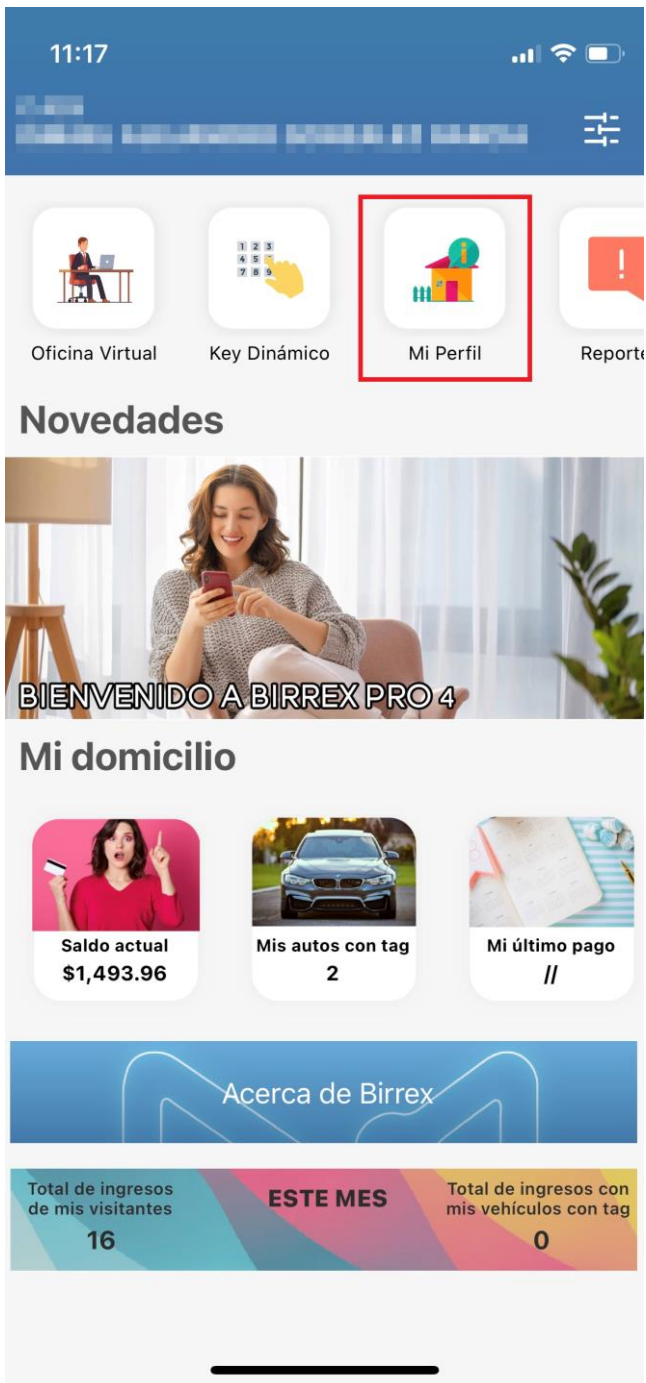 11:17
Oficina Virtual
Key Dinámico
Mi Perfil
Reporte
Novedades
BIENVENIDO A BIRREX PRO 4
Mi domicilio
Saldo actual
$1,493.96
Mis autos con tag
2
Mi último pago
//
Acerca de Birrex
Total de ingresos
de mis visitantes
16
ESTE MES
Total de ingresos con
mis vehículos con tag
0